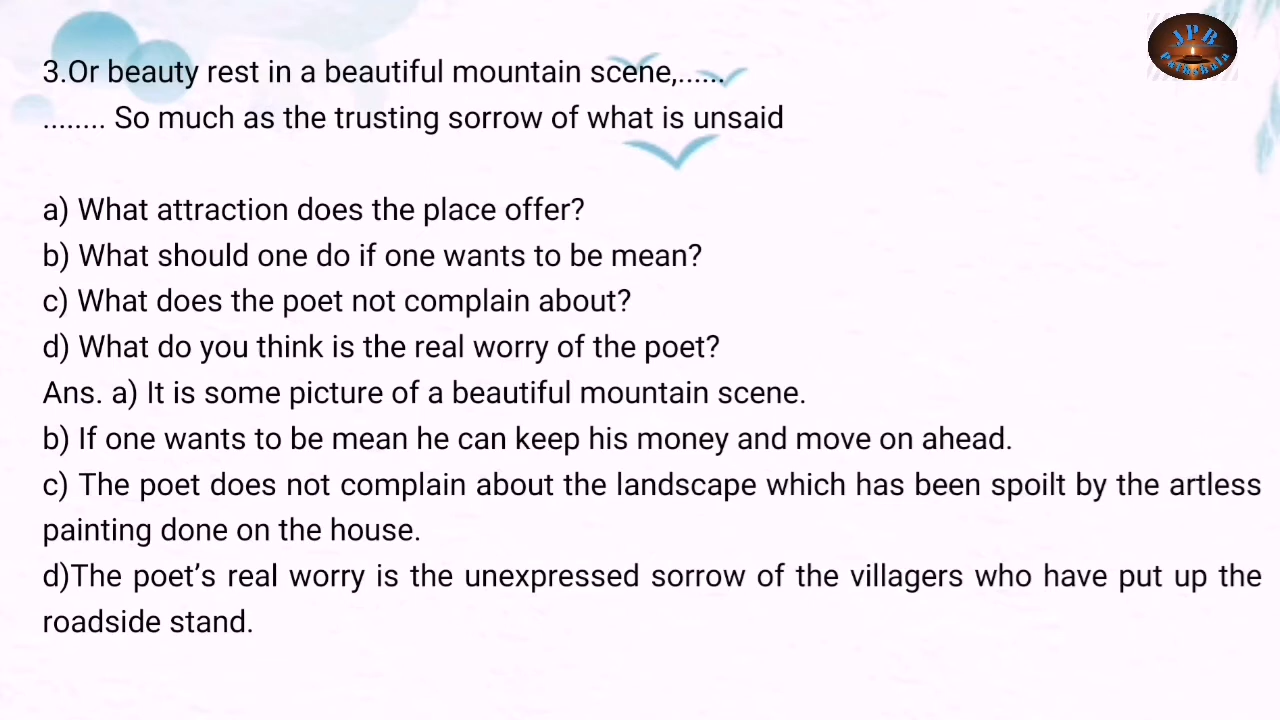 JPB
Pathshala
3.Or beauty rest in a beautiful mountain scene,......
........ So much as the trusting sorrow of what is unsaid
a) What attraction does the place offer?
b) What should one do if one wants to be mean?
c) What does the poet not complain about?
d) What do you think is the real worry of the poet?
Ans. a) It is some picture of a beautiful mountain scene.
b) If one wants to be mean he can keep his money and move on ahead.
c) The poet does not complain about the landscape which has been spoilt by the artless
painting done on the house.
d)The poet’s real worry is the unexpressed sorrow of the villagers who have put up the
roadside stand.